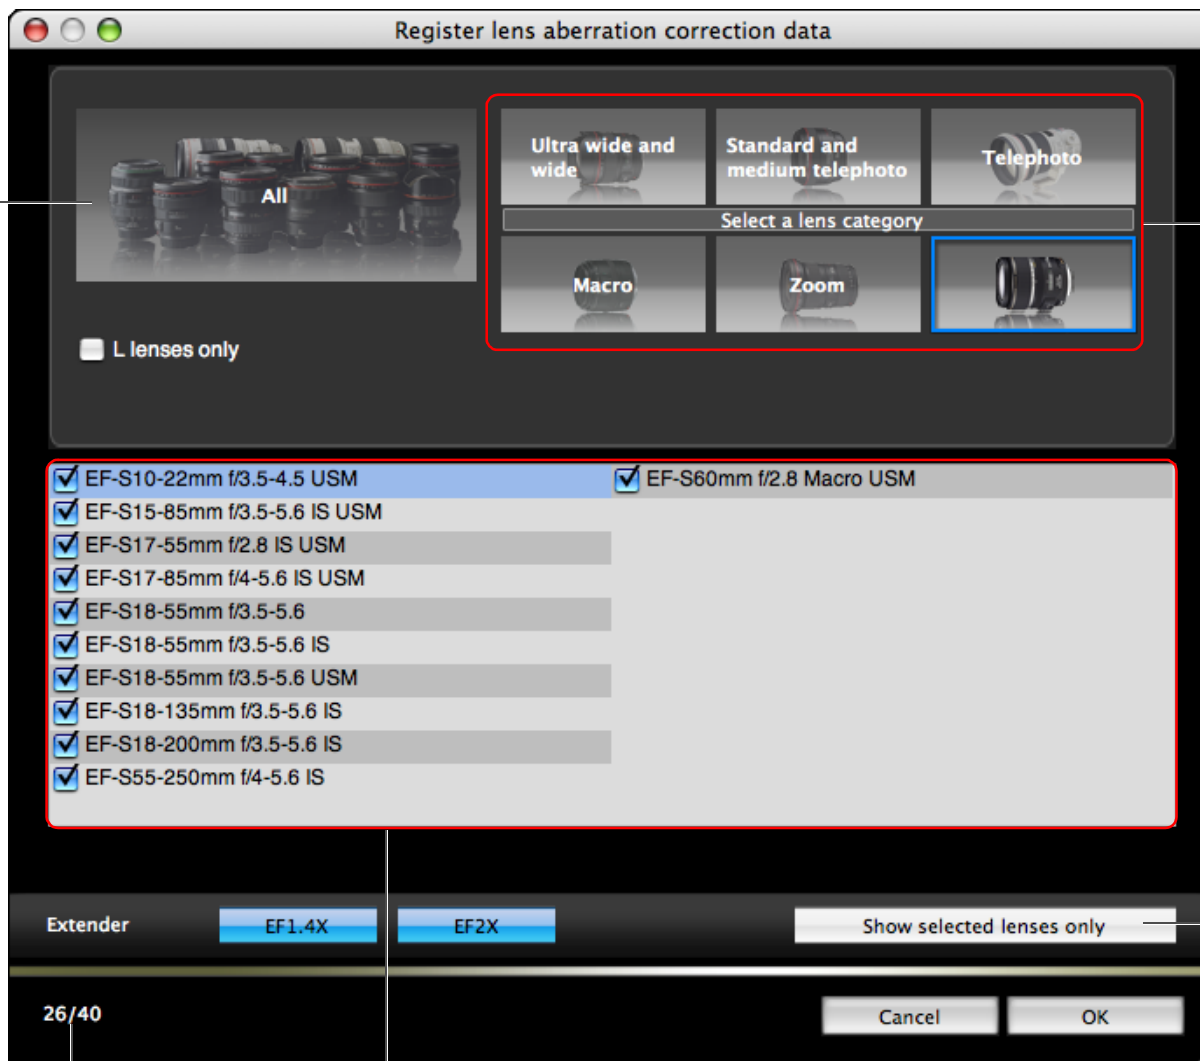 Register lens aberration correction data
All
Ultra wide and
wide
Standard and
medium telephoto
Telephoto
Select a lens category
Macro
Zoom
L lenses only
EF-S10-22mm f/3.5-4.5 USM
EF-S60mm f/2.8 Macro USM
EF-S15-85mm f/3.5-5.6 IS USM
EF-S17-55mm f/2.8 IS USM
EF-S17-85mm f/4-5.6 IS USM
EF-S18-55mm f/3.5-5.6
EF-S18-55mm f/3.5-5.6 IS
EF-S18-55mm f/3.5-5.6 USM
EF-S18-135mm f/3.5-5.6 IS
EF-S18-200mm f/3.5-5.6 IS
EF-S55-250mm f/4-5.6 IS
Extender
EF1.4X
EF2X
Show selected lenses only
26/40
Cancel
OK